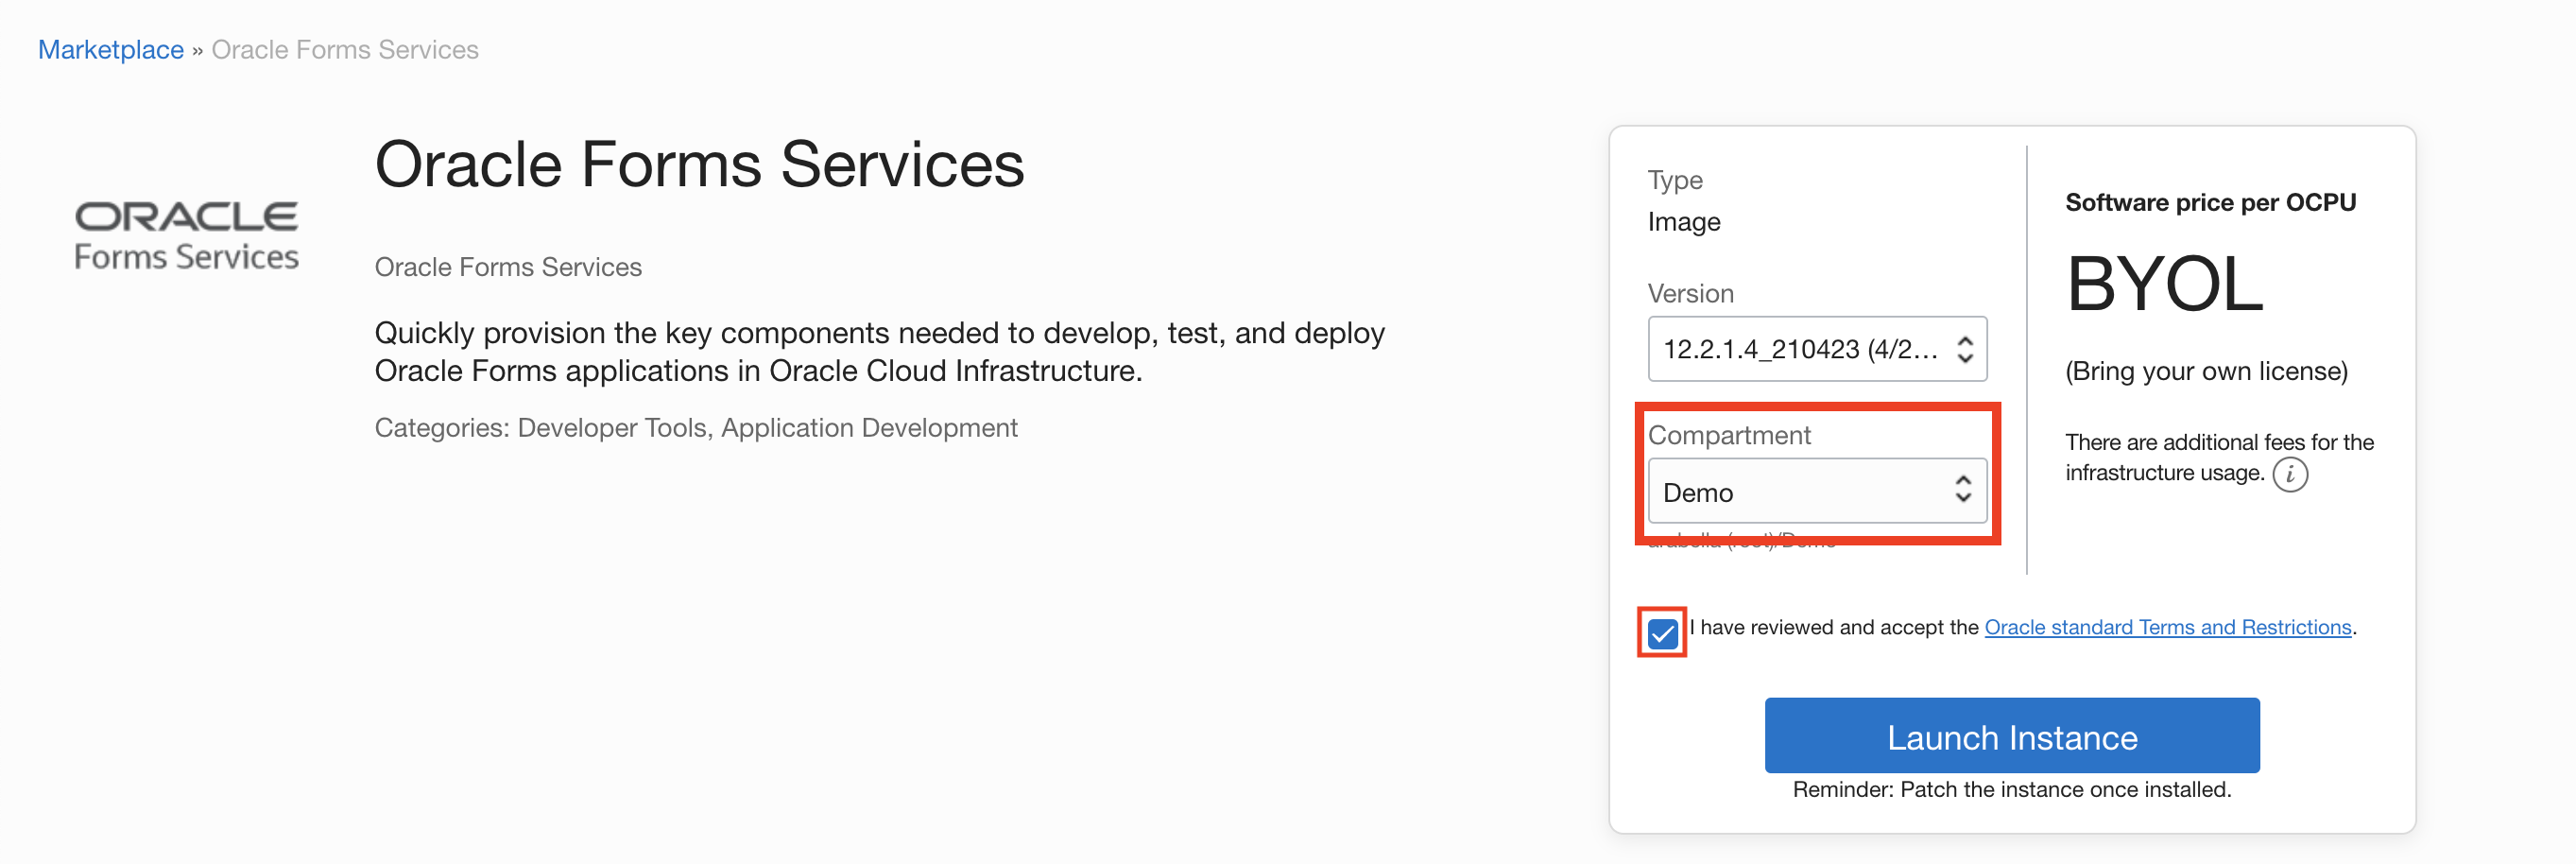 Marketplace » Oracle Forms Services
ORACLE
Forms Services
Oracle Forms Services
Oracle Forms Services
Quickly provision the key components needed to develop, test, and deploy
Oracle Forms applications in Oracle Cloud Infrastructure.
Categories: Developer Tools, Application Development
Type
Image
Version
12.2.1.4_210423 (4/2...
Compartment
Demo
arabella (root)/Demo
Software price per OCPU
BYOL
(Bring your own license)
There are additional fees for the
infrastructure usage. i
I have reviewed and accept the Oracle standard Terms and Restrictions.
Launch Instance
Reminder: Patch the instance once installed.